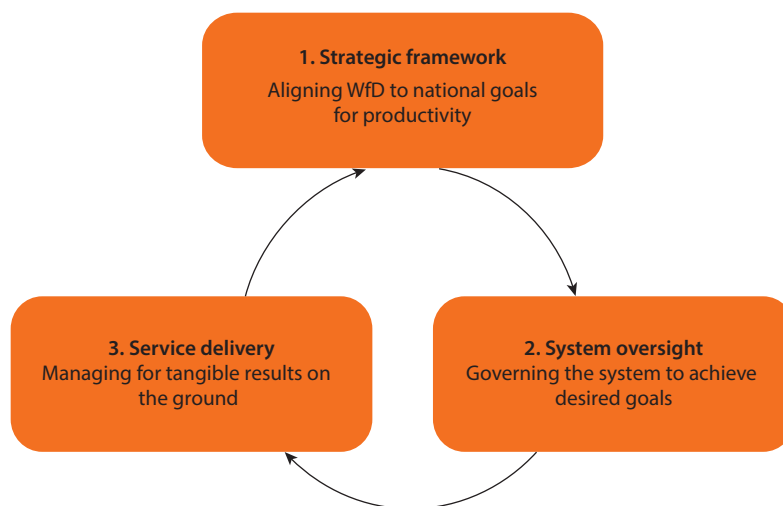 1. Strategic framework
Aligning WfD to national goals
for productivity
3. Service delivery
Managing for tangible results on
the ground
2. System oversight
Governing the system to achieve
desired goals